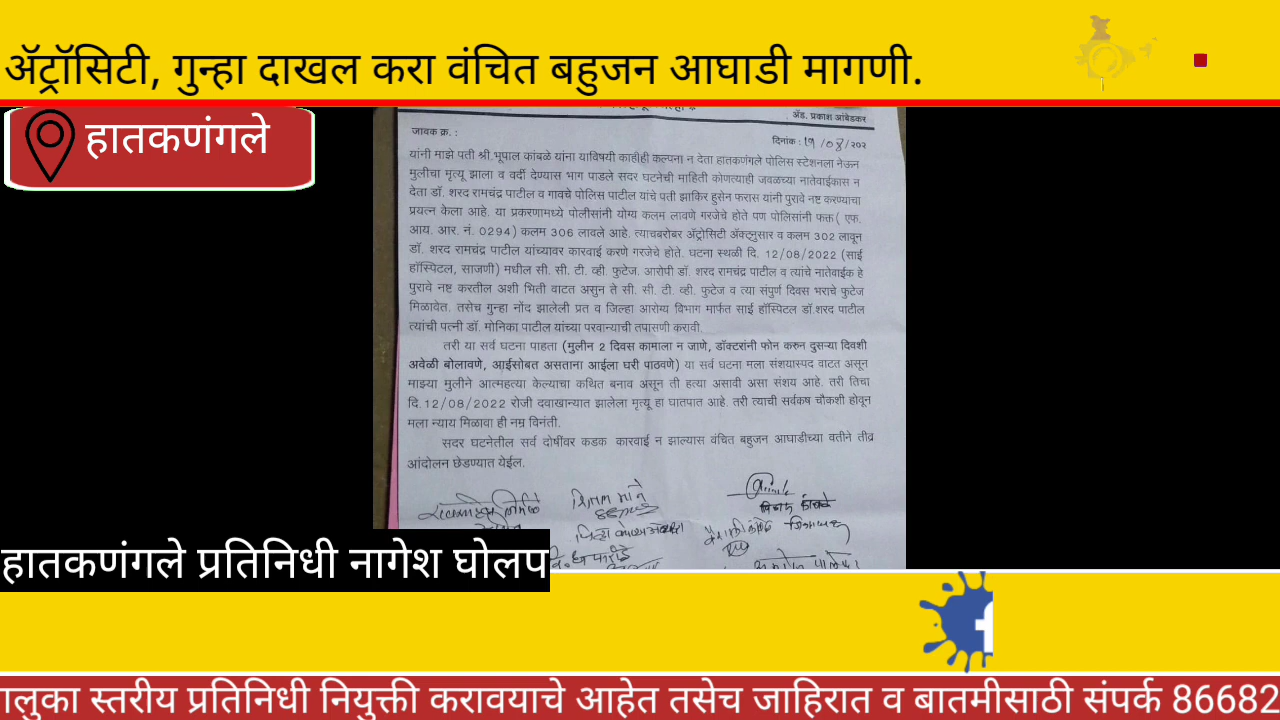 ॲट्रॉसिटी, गुन्हा दाखल करा वंचित बहुजन आघाडी मागणी.
हातकणंगले
ॲड. प्रकाश आंबेडकर
जावक क्र. :
दिनांक : 19 /08/202
यांनी माझे पती श्री.भूपाल कांबळे यांना याविषयी काहीही कल्पना न देता हातकणंगले पोलिस स्टेशनला नेऊन
मुलीचा मृत्यू झाला व वर्दी देण्यास भाग पाडले सदर घटनेची माहिती कोणत्याही जवळच्या नातेवाईकास न
देता डॉ. शरद रामचंद्र पाटील व गावचे पोलिस पाटील यांचे पती झाकिर हुसेन फरास यांनी पुरावे नष्ट करण्याचा
प्रयत्न केला आहे. या प्रकरणामध्ये पोलीसांनी योग्य कलम लावणे गरजेचे होते पण पोलिसांनी फक्त( एफ.
आय. आर. नं. 0294) कलम 306 लावले आहे. त्याचबरोबर ॲट्रोसिटी ॲक्ट्नुसार व कलम 302 लावून
डॉ. शरद रामचंद्र पाटील यांच्यावर कारवाई करणे गरजेचे होते. घटना स्थळी दि. 12/08/2022 (साई
हॉस्पिटल, साजणी) मधील सी. सी. टी. व्ही. फुटेज. आरोपी डॉ. शरद रामचंद्र पाटील व त्यांचे नातेवाईक हे
पुरावे नष्ट करतील अशी भिती वाटत असुन ते सी. सी. टी. व्ही. फुटेज व त्या संपुर्ण दिवस भराचे फुटेज
मिळावेत. तसेच गुन्हा नोंद झालेली प्रत व जिल्हा आरोग्य विभाग मार्फत साई हॉस्पिटल डॉ.शरद पाटील
त्यांची पत्नी डॉ. मोनिका पाटील यांच्या परवान्याची तपासणी करावी.
तरी या सर्व घटना पाहता (मुलीन 2 दिवस कामाला न जाणे, डॉक्टरांनी फोन करुन दुसऱ्या दिवशी
अवेळी बोलावणे, आईसोबत असताना आईला घरी पाठवणे) या सर्व घटना मला संशयास्पद वाटत असून
माझ्या मुलीने आत्महत्या केल्याचा कथित बनाव असून ती हत्या असावी असा संशय आहे. तरी तिचा
दि.12/08/2022 रोजी दवाखान्यात झालेला मृत्यू हा घातपात आहे. तरी त्याची सर्वकष चौकशी होवून
मला न्याय मिळावा ही नम्र विनंती.
सदर घटनेतील सर्व दोषींवर कडक कारवाई न झाल्यास वंचित बहुजन आघाडीच्या वतीने तीव्र
आंदोलन छेडण्यात येईल.
हातकणंगले प्रतिनिधी नागेश घोलप
ालुका स्तरीय प्रतिनिधी नियुक्ती करावयाचे आहेत तसेच जाहिरात व बातमीसाठी संपर्क 86682